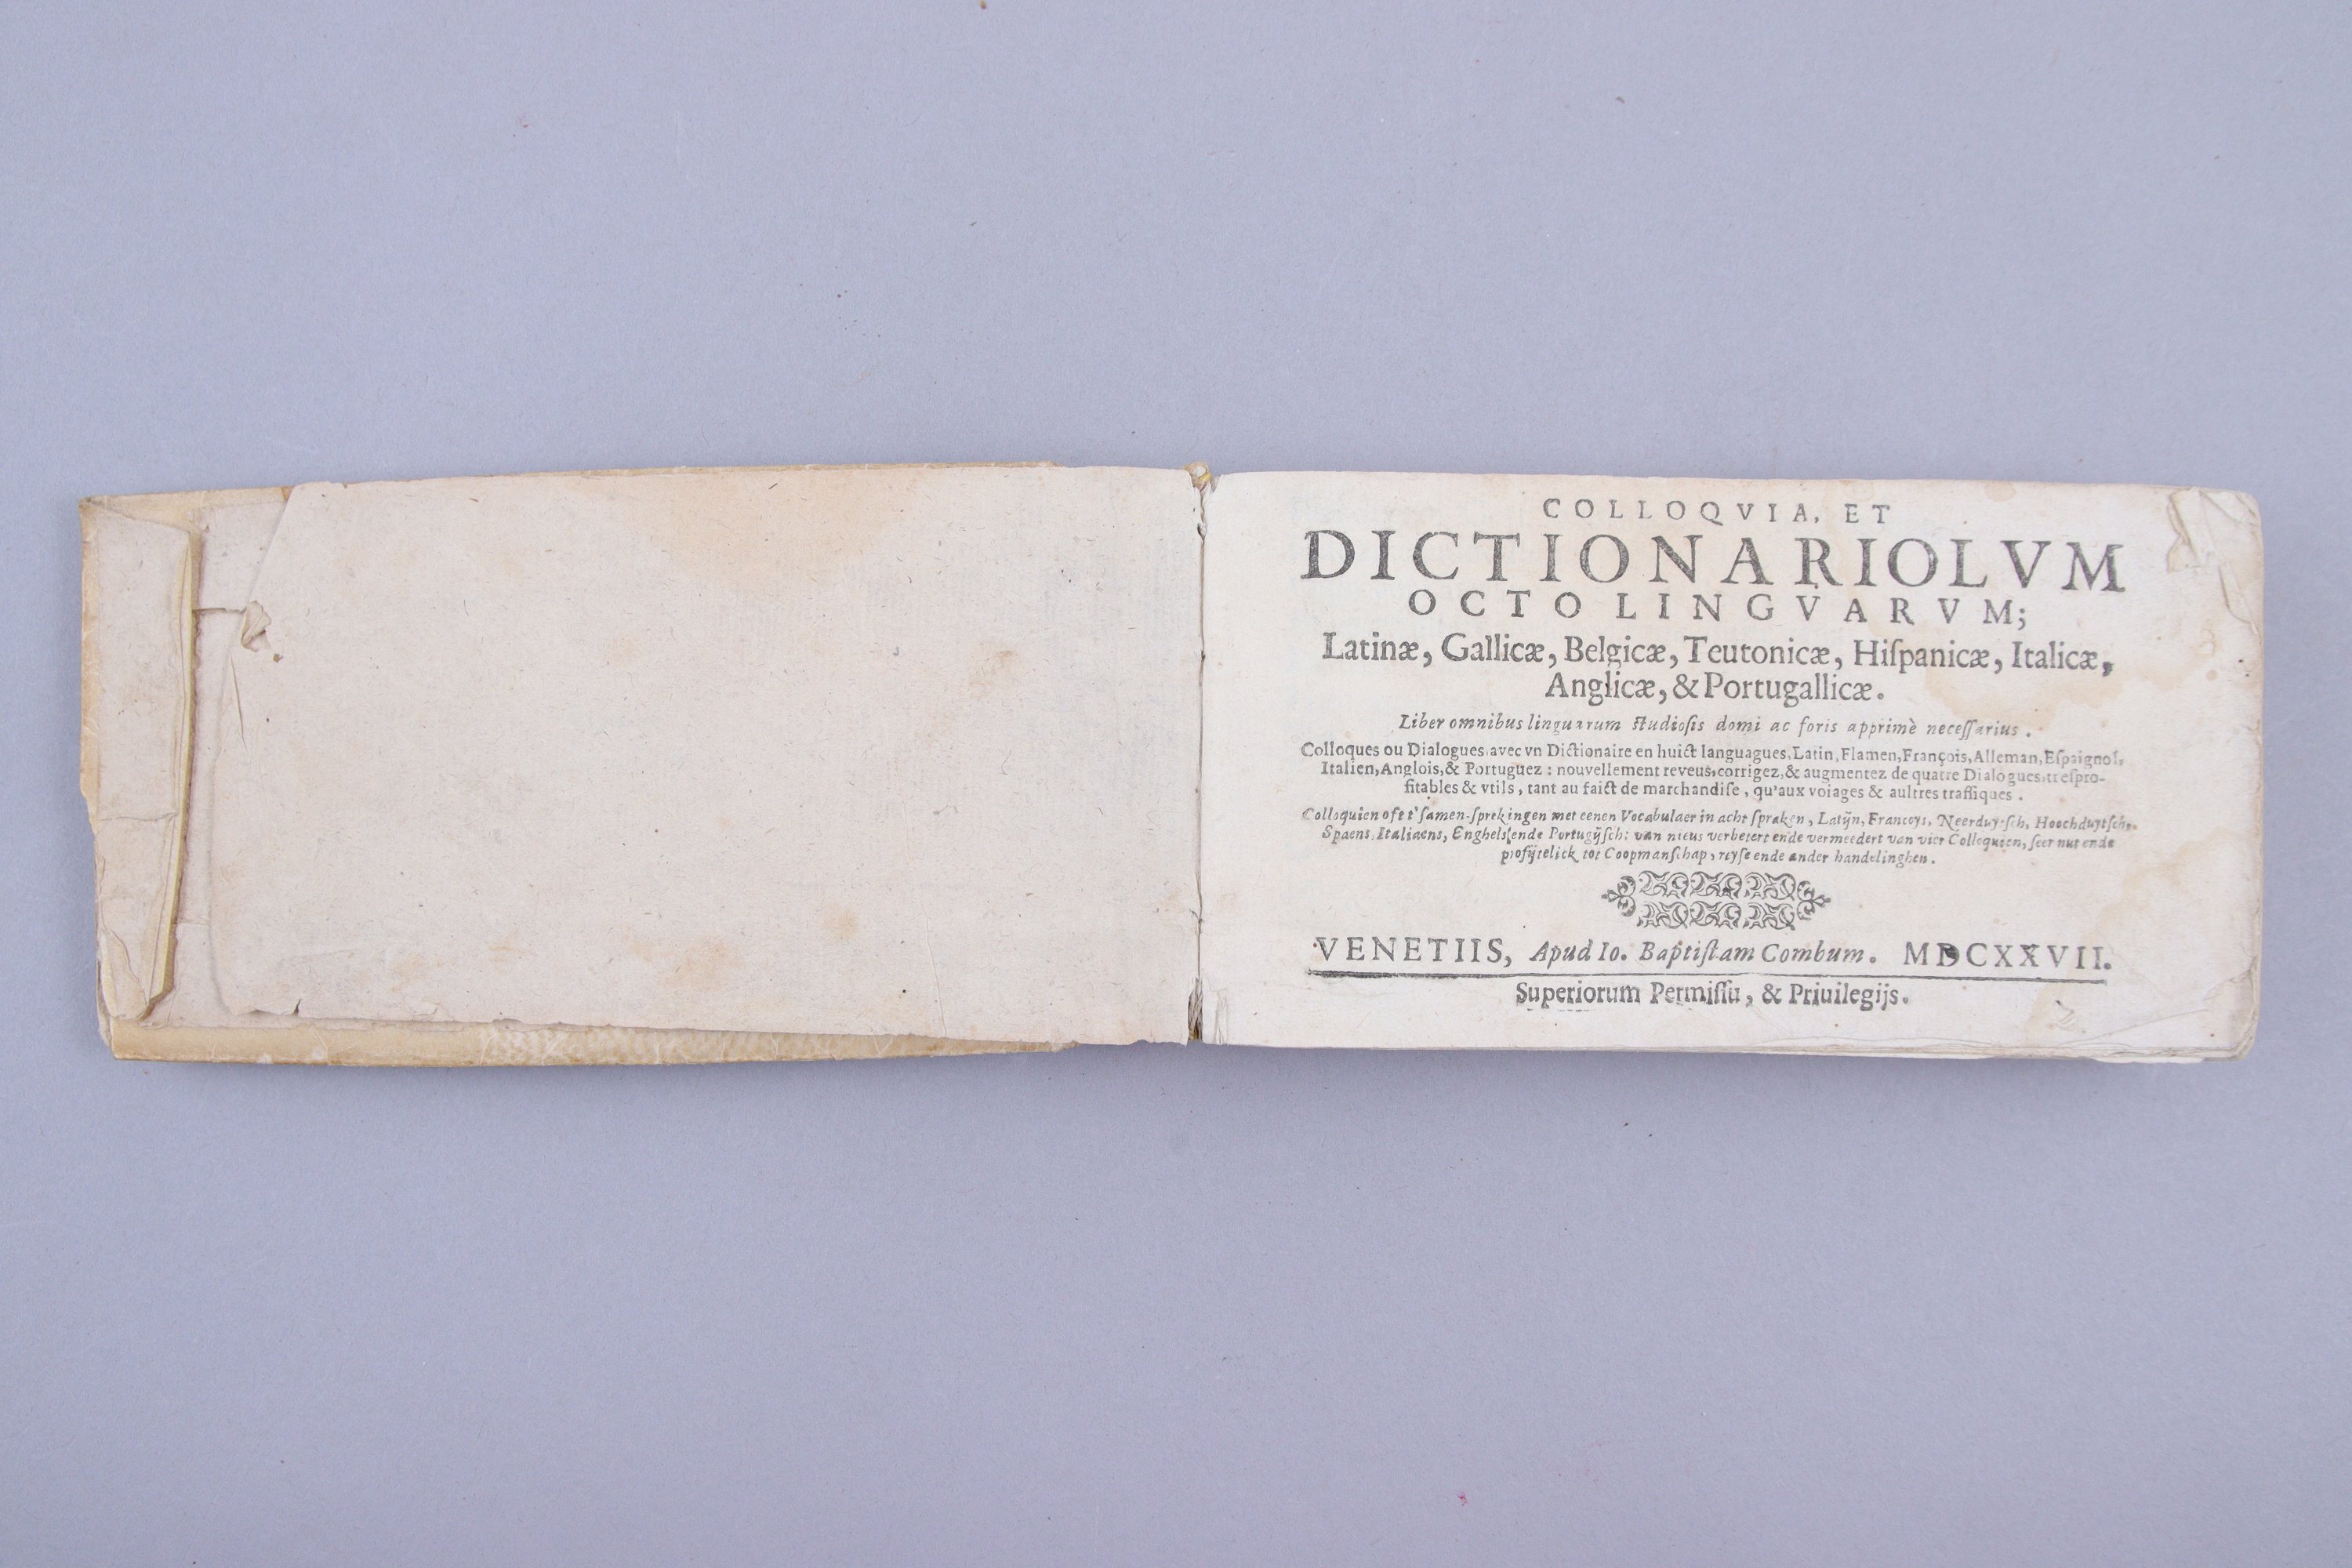 COLLOQVIA, ET
DICTIONARIOLVM
OCTO LINGVARVM;
Latinæ, Gallicæ, Belgicæ, Teutonicæ, Hiſpanicæ, Italicæ,
Anglicæ, & Portugallicæ.
Liber omnibus linguarum ſtudioſis domi ac foris apprimè neceſſarius.
Colloques ou Dialogues, avec vn Dictionaire en huict languagues, Latin, Flamen, François, Alleman, Eſpaignol,
Italien, Anglois, & Portuguez : nouvellement reveus, corrigez, & augmentez de quatre Dialogues, treſpro-
fitables & vtils, tant au faict de marchandiſe, qu'aux voiages & aultres traffiques.
Colloquien oft t'ſamen-ſprekingen met eenen Vocabulaer in acht ſpraken, Latijn, Francoys, Neerduytſch, Hoochduytſch,
Spaens, Italiaens, Enghels, ende Portugijſch: van nieus verbetert ende vermeedert van vier Colloquien, ſeer nut ende
profijtelick tot Coopmanſchap, reyſe ende ander handelinghen.
VENETIIS, Apud Io. Baptiſtam Combum. MDCXXVII.
Superiorum Permiſſu, & Priuilegijs.